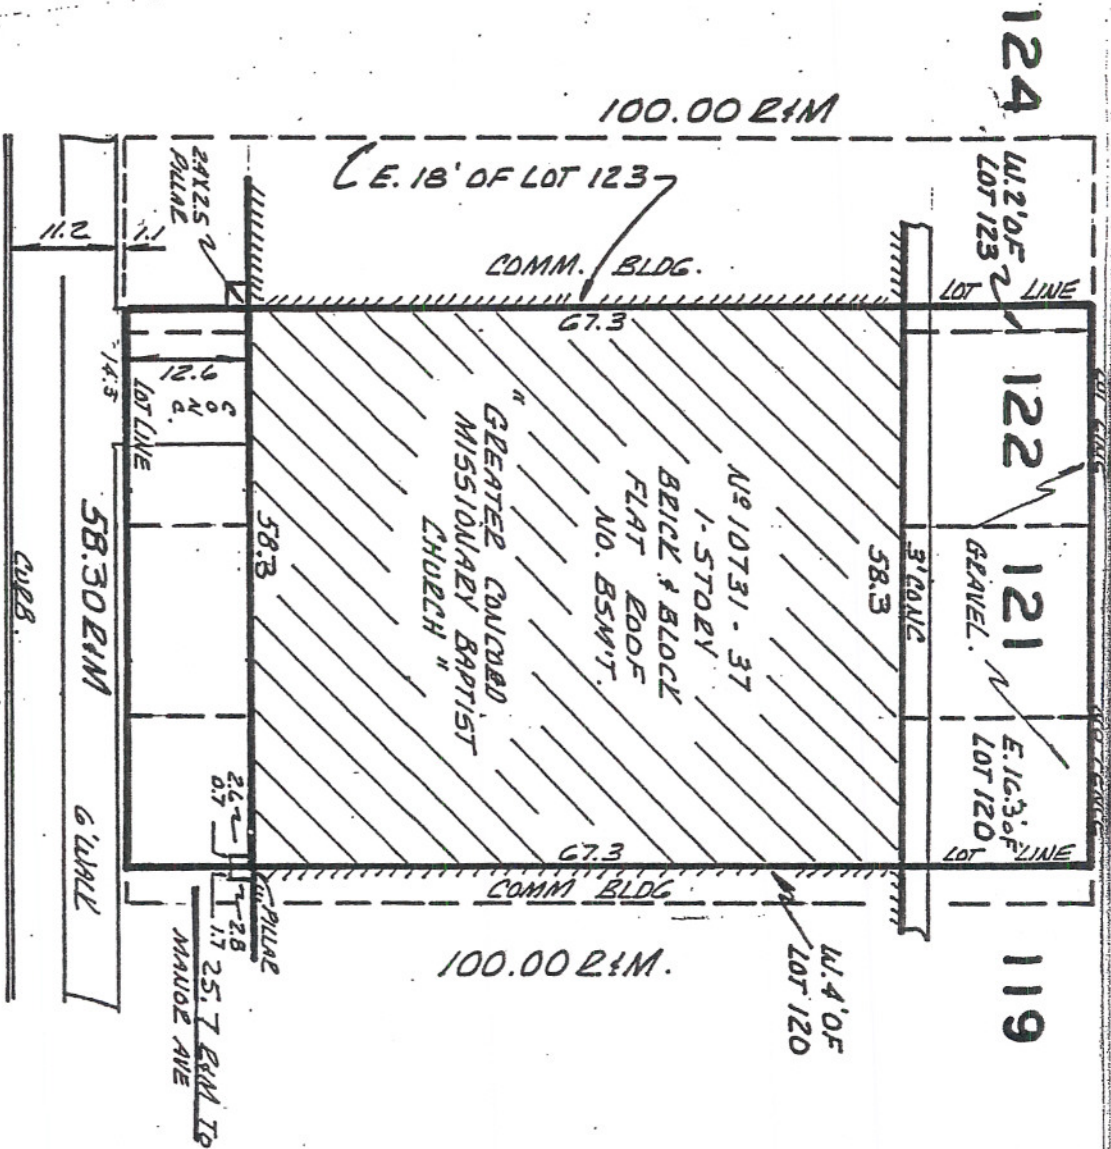 124
W. 2' OF
LOT 123
122
121
E. 16.3' OF
LOT 120
119
100.00 R&M
E. 18' OF LOT 123
LOT LINE
COMM. BLDG.
67.3
3' CONC
GRAVEL.
58.3
Nº 10731 - 37
1 - STORY
BRICK & BLOCK
FLAT ROOF
NO. BSM'T.
"GREATER CONCORD
MISSIONARY BAPTIST
CHURCH"
58.3
67.3
LOT LINE
COMM BLDG.
W. 4' OF
LOT 120
100.00 R&M.
2.4X2.5
PILLAR
11.2
1.1
12.6
CONC.
14.3
LOT LINE
2.6
0.7
PILLAR
2.8
1.7
25.7 R&M TO
MANOR AVE
58.30 R&M
6' WALK
CURB.